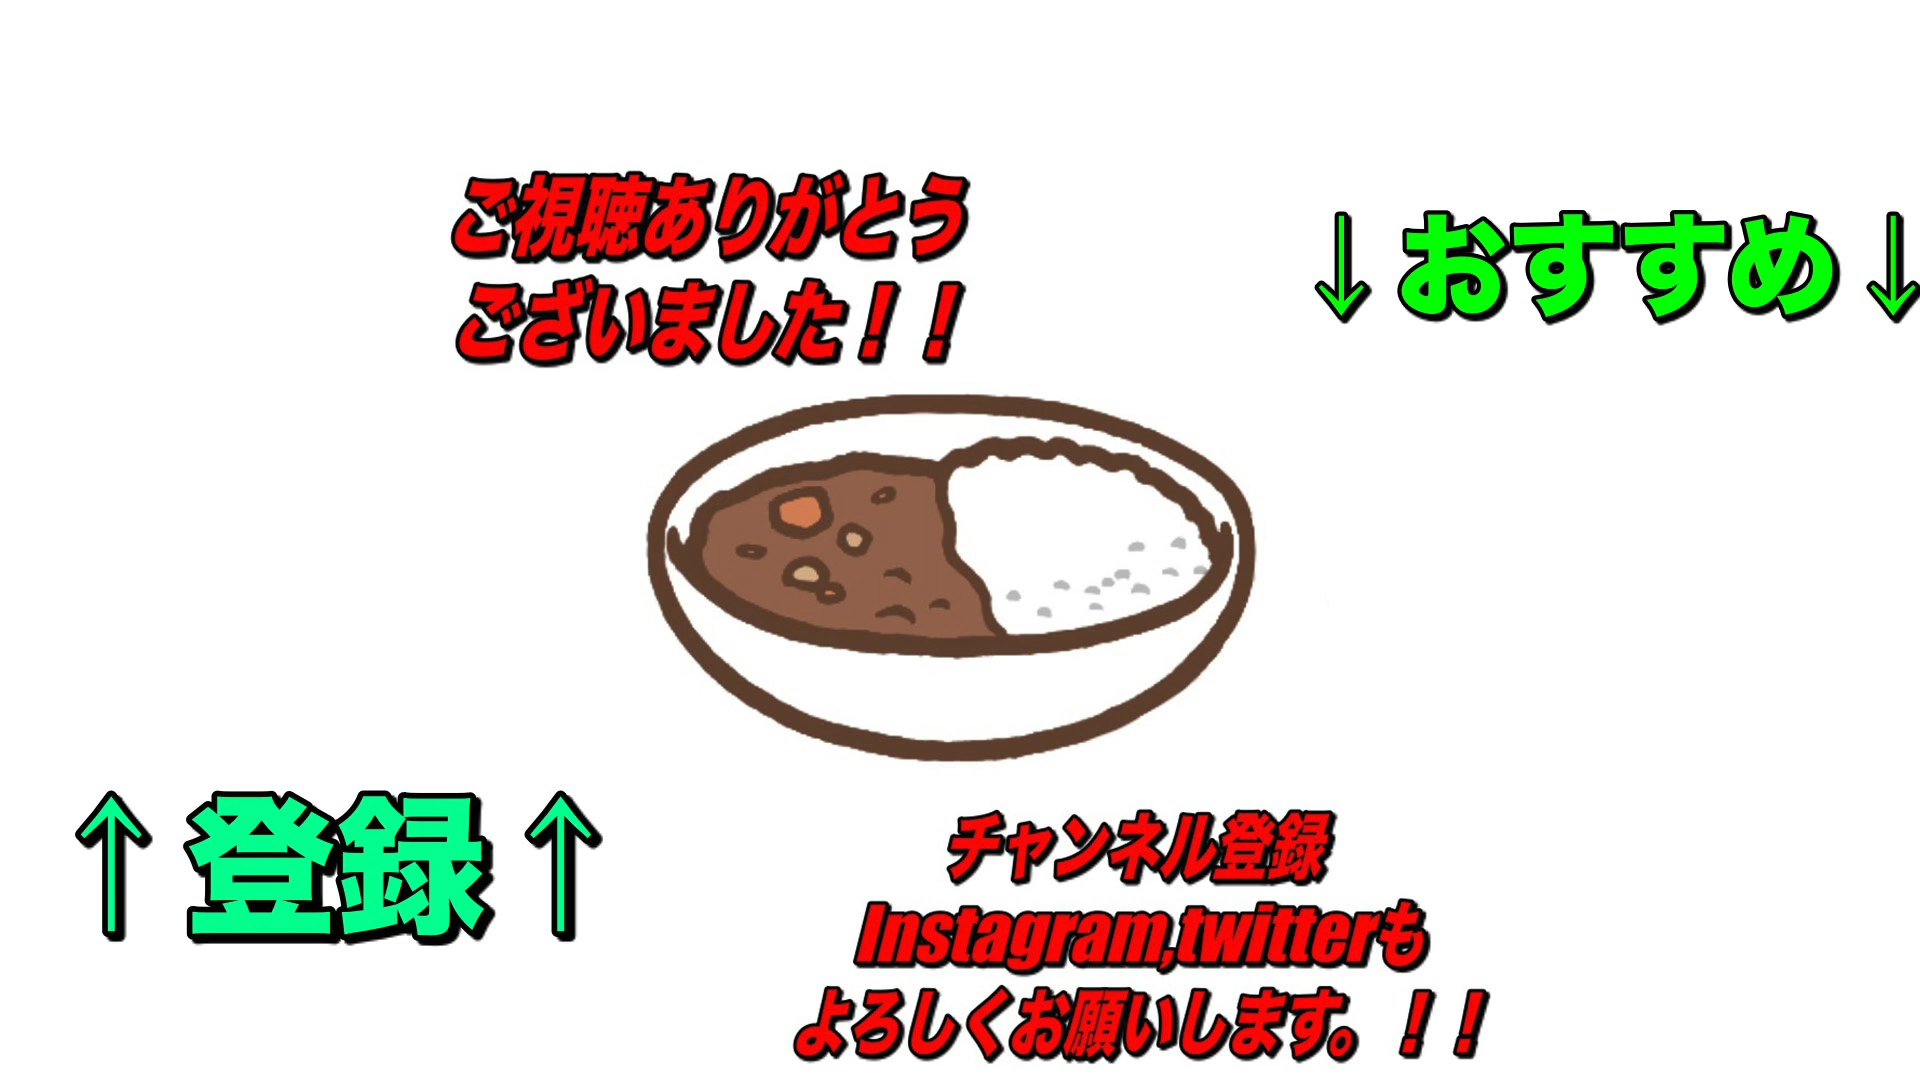 ご視聴ありがとう
ございました！！
↓おすすめ↓
↑登録↑
チャンネル登録
Instagram,twitterも
よろしくお願いします。！！